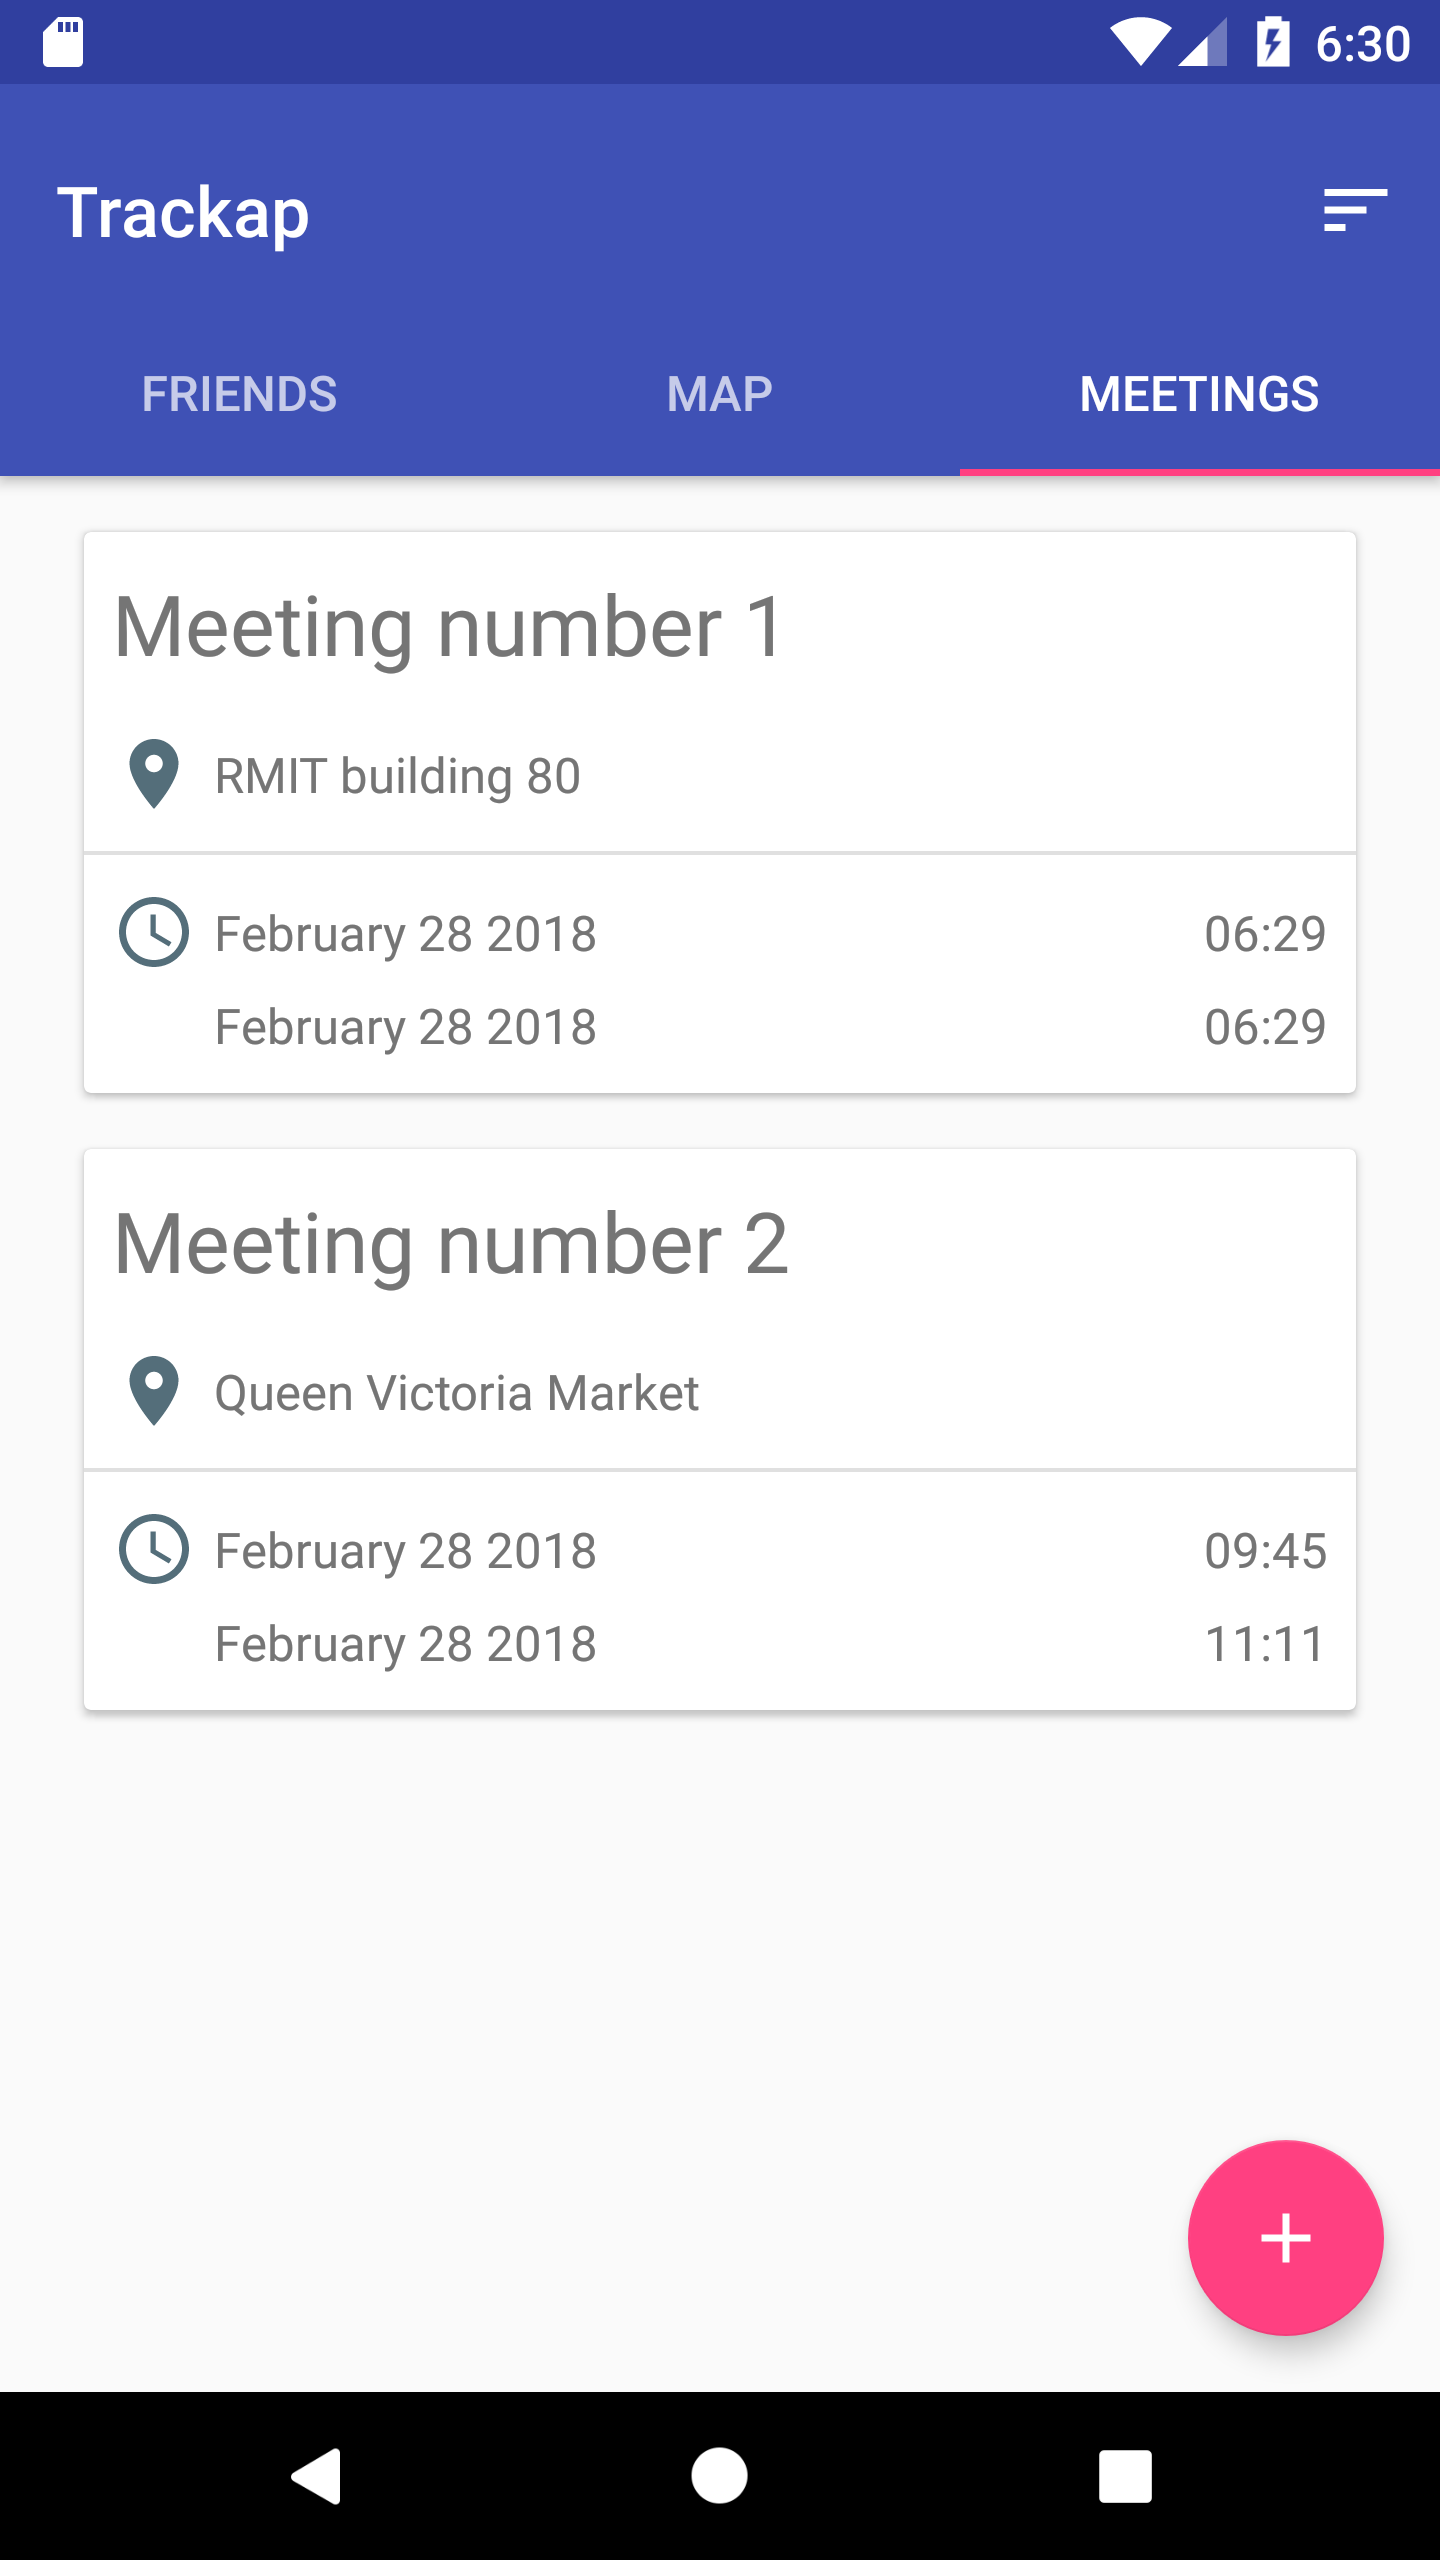 6:30
Trackap
FRIENDS MAP MEETINGS
Meeting number 1
RMIT building 80
February 28 2018 06:29
February 28 2018 06:29
Meeting number 2
Queen Victoria Market
February 28 2018 09:45
February 28 2018 11:11